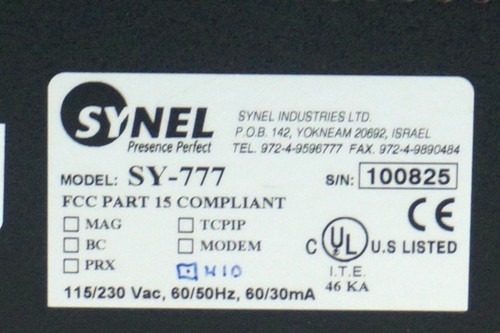 SYNEL
Presence Perfect
SYNEL INDUSTRIES LTD.
P.O.B. 142, YOKNEAM 20692, ISRAEL
TEL. 972-4-9596777 FAX. 972-4-9890484
MODEL: SY-777
S/N: 100825
FCC PART 15 COMPLIANT
MAG
TCPIP
BC
MODEM
PRX
H10
CE
C UL U.S LISTED
I.T.E.
46 KA
115/230 Vac, 60/50Hz, 60/30mA